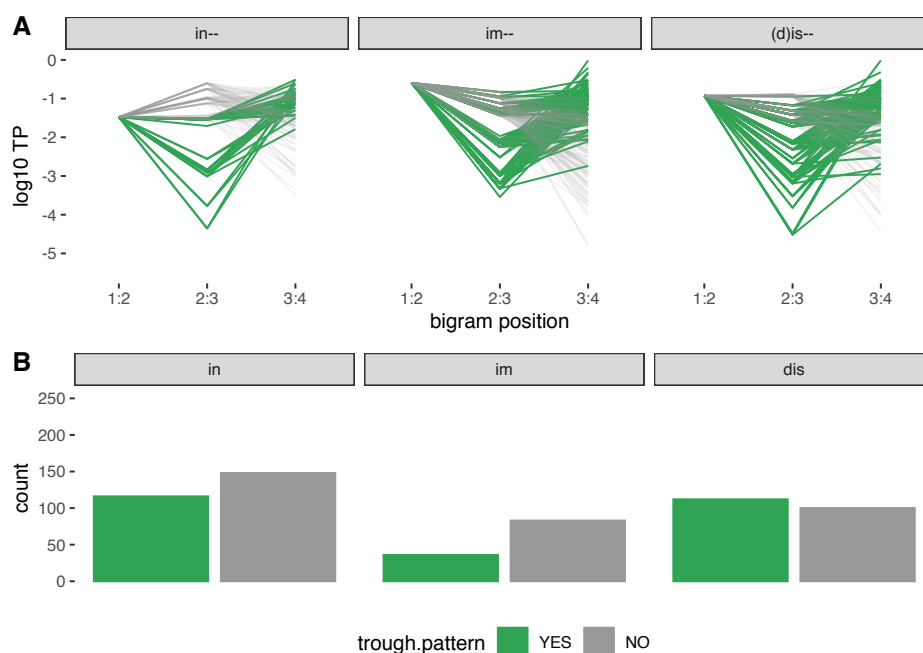 A
in-- im-- (d)is--
0
-1
-2
-3
-4
-5
log10 TP
1:2 2:3 3:4 1:2 2:3 3:4 1:2 2:3 3:4
bigram position
B
in im dis
250
200
150
100
50
0
count
trough.pattern YES NO